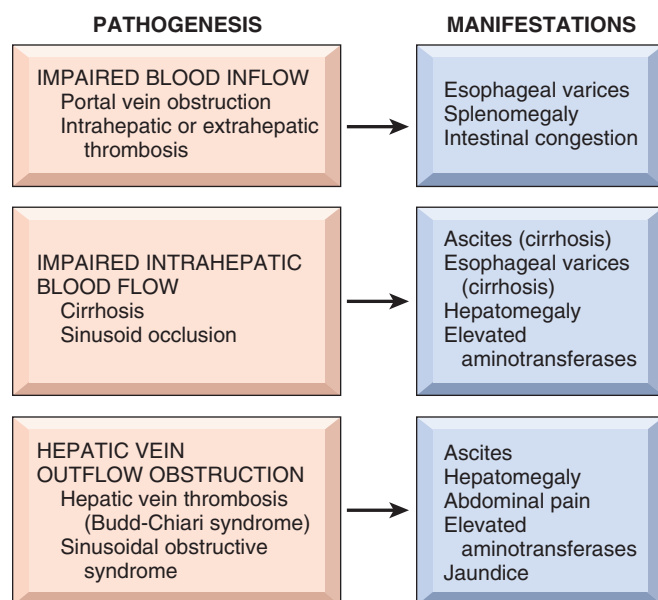 PATHOGENESIS
MANIFESTATIONS
IMPAIRED BLOOD INFLOW
Portal vein obstruction
Intrahepatic or extrahepatic
thrombosis
Esophageal varices
Splenomegaly
Intestinal congestion
IMPAIRED INTRAHEPATIC
BLOOD FLOW
Cirrhosis
Sinusoid occlusion
Ascites (cirrhosis)
Esophageal varices
(cirrhosis)
Hepatomegaly
Elevated
aminotransferases
HEPATIC VEIN
OUTFLOW OBSTRUCTION
Hepatic vein thrombosis
(Budd-Chiari syndrome)
Sinusoidal obstructive
syndrome
Ascites
Hepatomegaly
Abdominal pain
Elevated
aminotransferases
Jaundice